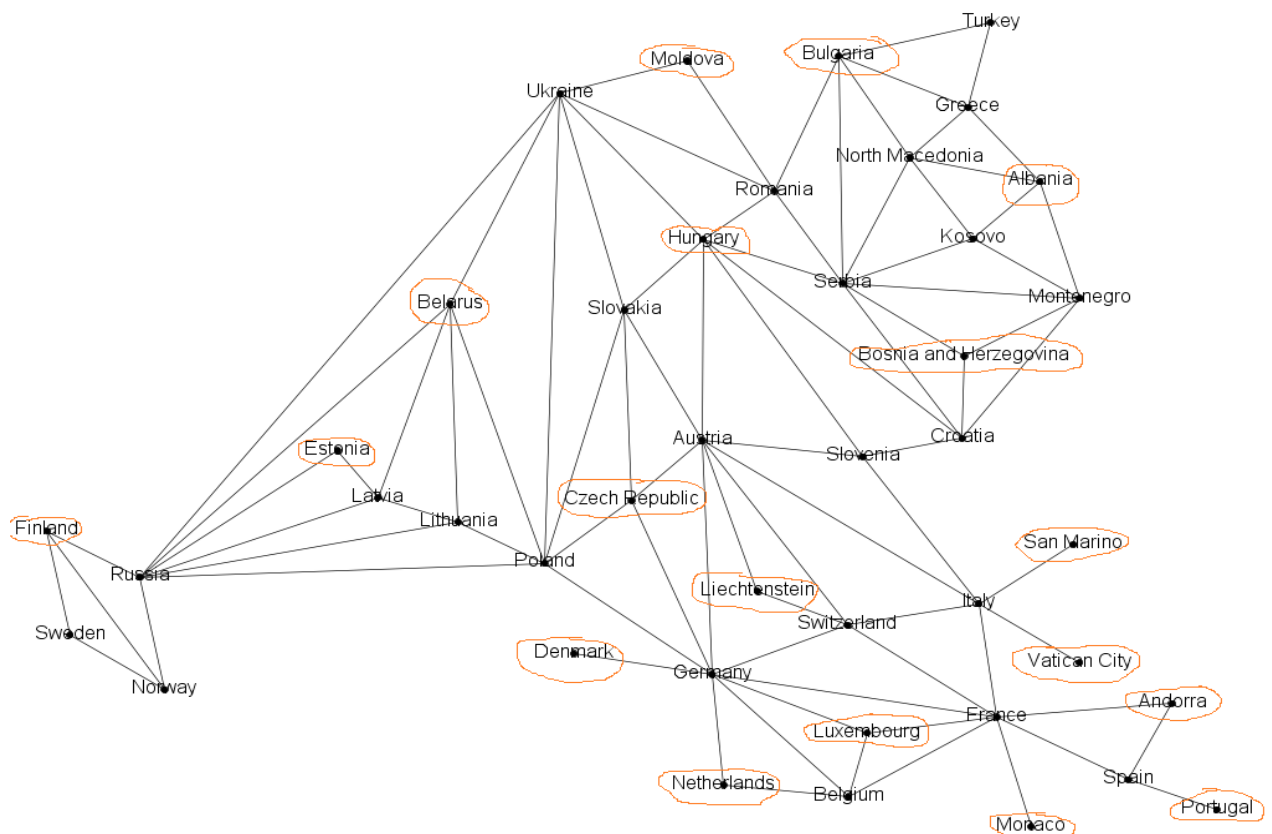 Turkey
Bulgaria
Moldova
Ukraine
Greece
North Macedonia
Albania
Romania
Hungary
Kosovo
Serbia
Montenegro
Belarus
Slovakia
Bosnia and Herzegovina
Austria
Croatia
Slovenia
Estonia
Latvia
Czech Republic
Lithuania
Finland
San Marino
Poland
Russia
Liechtenstein
Italy
Switzerland
Sweden
Denmark
Vatican City
Germany
Norway
Andorra
France
Luxembourg
Spain
Netherlands
Belgium
Portugal
Monaco